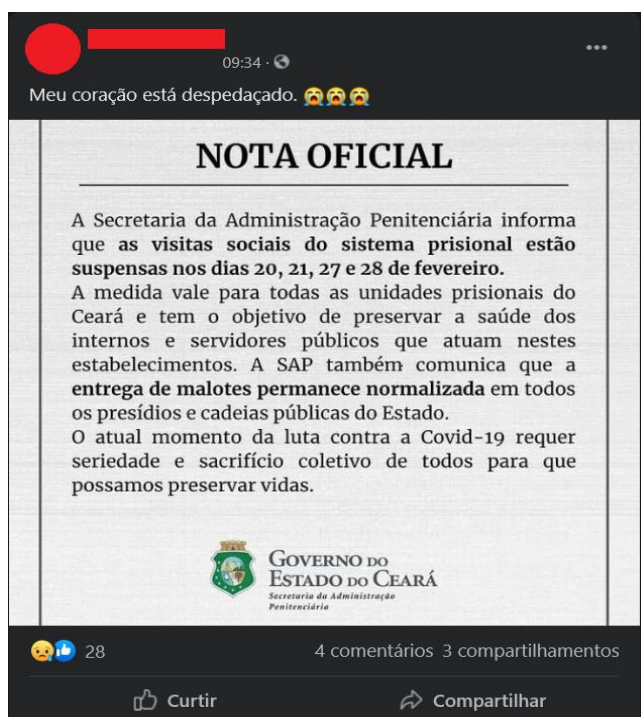 09:34
Meu coração está despedaçado. 😭😭😭
NOTA OFICIAL
A Secretaria da Administração Penitenciária informa
que as visitas sociais do sistema prisional estão
suspensas nos dias 20, 21, 27 e 28 de fevereiro.
A medida vale para todas as unidades prisionais do
Ceará e tem o objetivo de preservar a saúde dos
internos e servidores públicos que atuam nestes
estabelecimentos. A SAP também comunica que a
entrega de malotes permanece normalizada em todos
os presídios e cadeias públicas do Estado.
O atual momento da luta contra a Covid-19 requer
seriedade e sacrifício coletivo de todos para que
possamos preservar vidas.
GOVERNO DO
ESTADO DO CEARÁ
Secretaria da Administração
Penitenciária
28
4 comentários 3 compartilhamentos
Curtir
Compartilhar